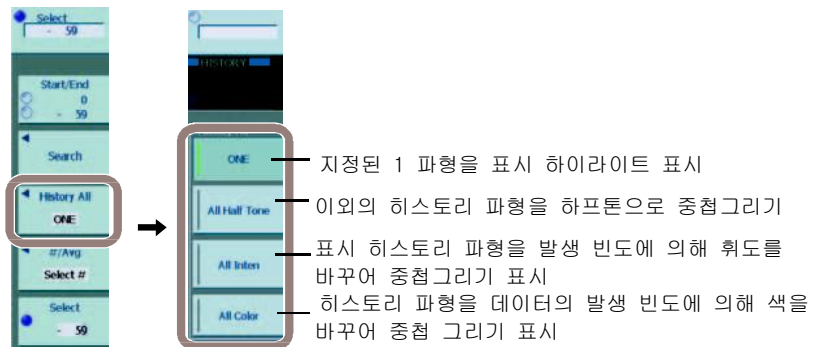 Select
- 59
Start/End
0
- 59
Search
History All
ONE
#/Avg
Select #
Select
- 59
HISTORY
ONE
All Half Tone
All Inten
All Color
지정된 1 파형을 표시 하이라이트 표시
이외의 히스토리 파형을 하프톤으로 중첩그리기
표시 히스토리 파형을 발생 빈도에 의해 휘도를
바꾸어 중첩그리기 표시
히스토리 파형을 데이터의 발생 빈도에 의해 색을
바꾸어 중첩 그리기 표시